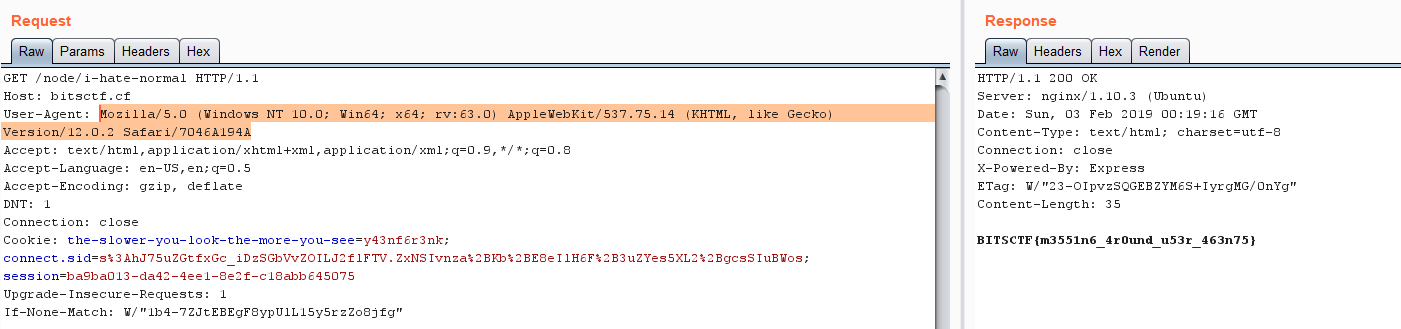 Request
Raw Params Headers Hex
GET /node/i-hate-normal HTTP/1.1
Host: bitsctf.cf
User-Agent: Mozilla/5.0 (Windows NT 10.0; Win64; x64; rv:63.0) AppleWebKit/537.75.14 (KHTML, like Gecko)
Version/12.0.2 Safari/7046A194A
Accept: text/html,application/xhtml+xml,application/xml;q=0.9,*/*;q=0.8
Accept-Language: en-US,en;q=0.5
Accept-Encoding: gzip, deflate
DNT: 1
Connection: close
Cookie: the-slower-you-look-the-more-you-see=y43nf6r3nk;
connect.sid=s%3AhJ75uZGtfxGc_iDzSGbVvZOILJ2f1FTV.ZxNSIvnza%2BKb%2BE8eI1H6F%2B3uZYes5XL2%2BgcsSIuBWos;
session=ba9ba013-da42-4ee1-8e2f-c18abb645075
Upgrade-Insecure-Requests: 1
If-None-Match: W/"1b4-7ZJtEBEgF8ypU1L15y5rzZo8jfg"
Response
Raw Headers Hex Render
HTTP/1.1 200 OK
Server: nginx/1.10.3 (Ubuntu)
Date: Sun, 03 Feb 2019 00:19:16 GMT
Content-Type: text/html; charset=utf-8
Connection: close
X-Powered-By: Express
ETag: W/"23-OIpvzSQGEBZYM6S+IyrgMG/0nYg"
Content-Length: 35
BITSCTF{m3551n6_4r0und_u53r_463n75}